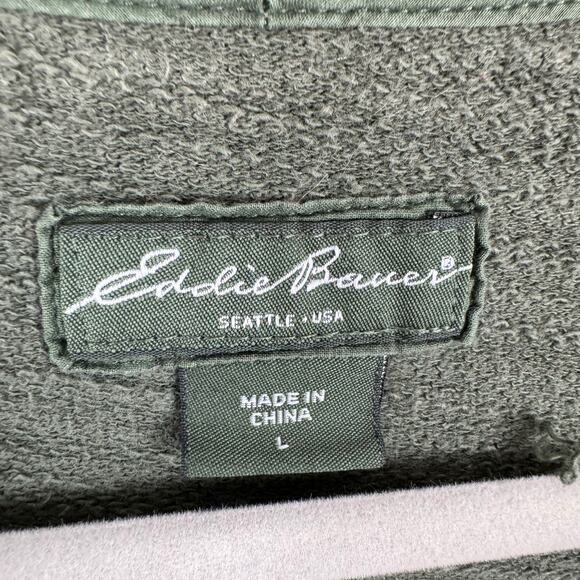 Eddie Bauer®
SEATTLE • USA
MADE IN
CHINA
L